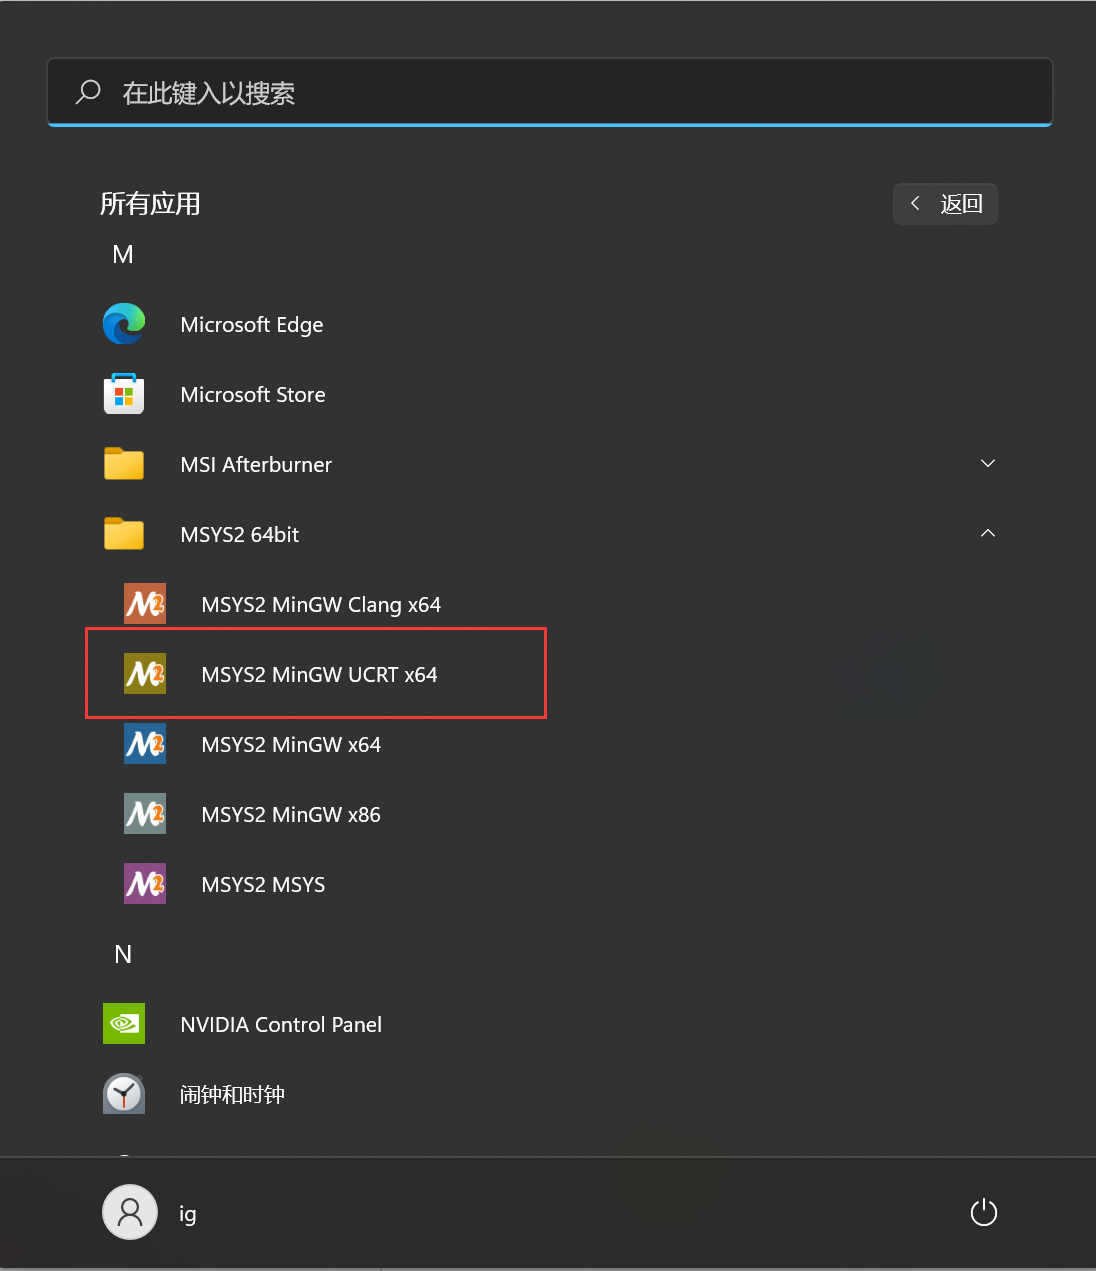 在此键入以搜索
所有应用
返回
M
Microsoft Edge
Microsoft Store
MSI Afterburner
MSYS2 64bit
MSYS2 MinGW Clang x64
MSYS2 MinGW UCRT x64
MSYS2 MinGW x64
MSYS2 MinGW x86
MSYS2 MSYS
N
NVIDIA Control Panel
闹钟和时钟
ig